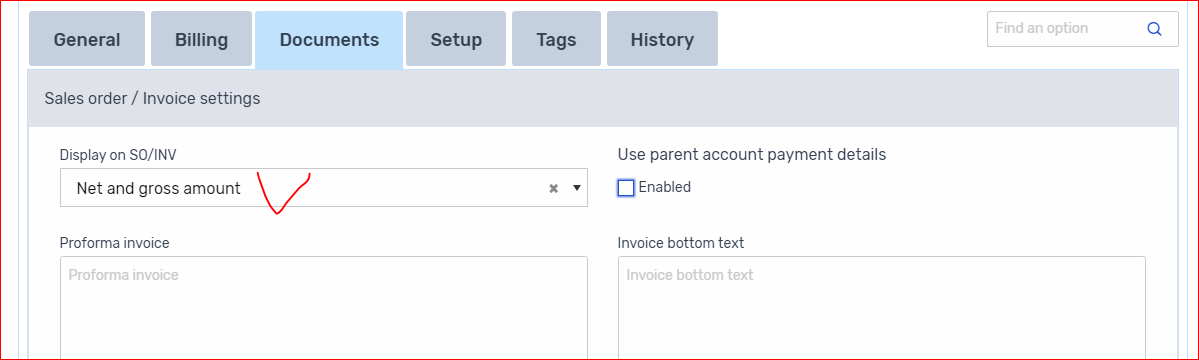 General Billing Documents Setup Tags History Find an option
Sales order / Invoice settings
Display on SO/INV
Net and gross amount
Use parent account payment details
Enabled
Proforma invoice
Proforma invoice
Invoice bottom text
Invoice bottom text